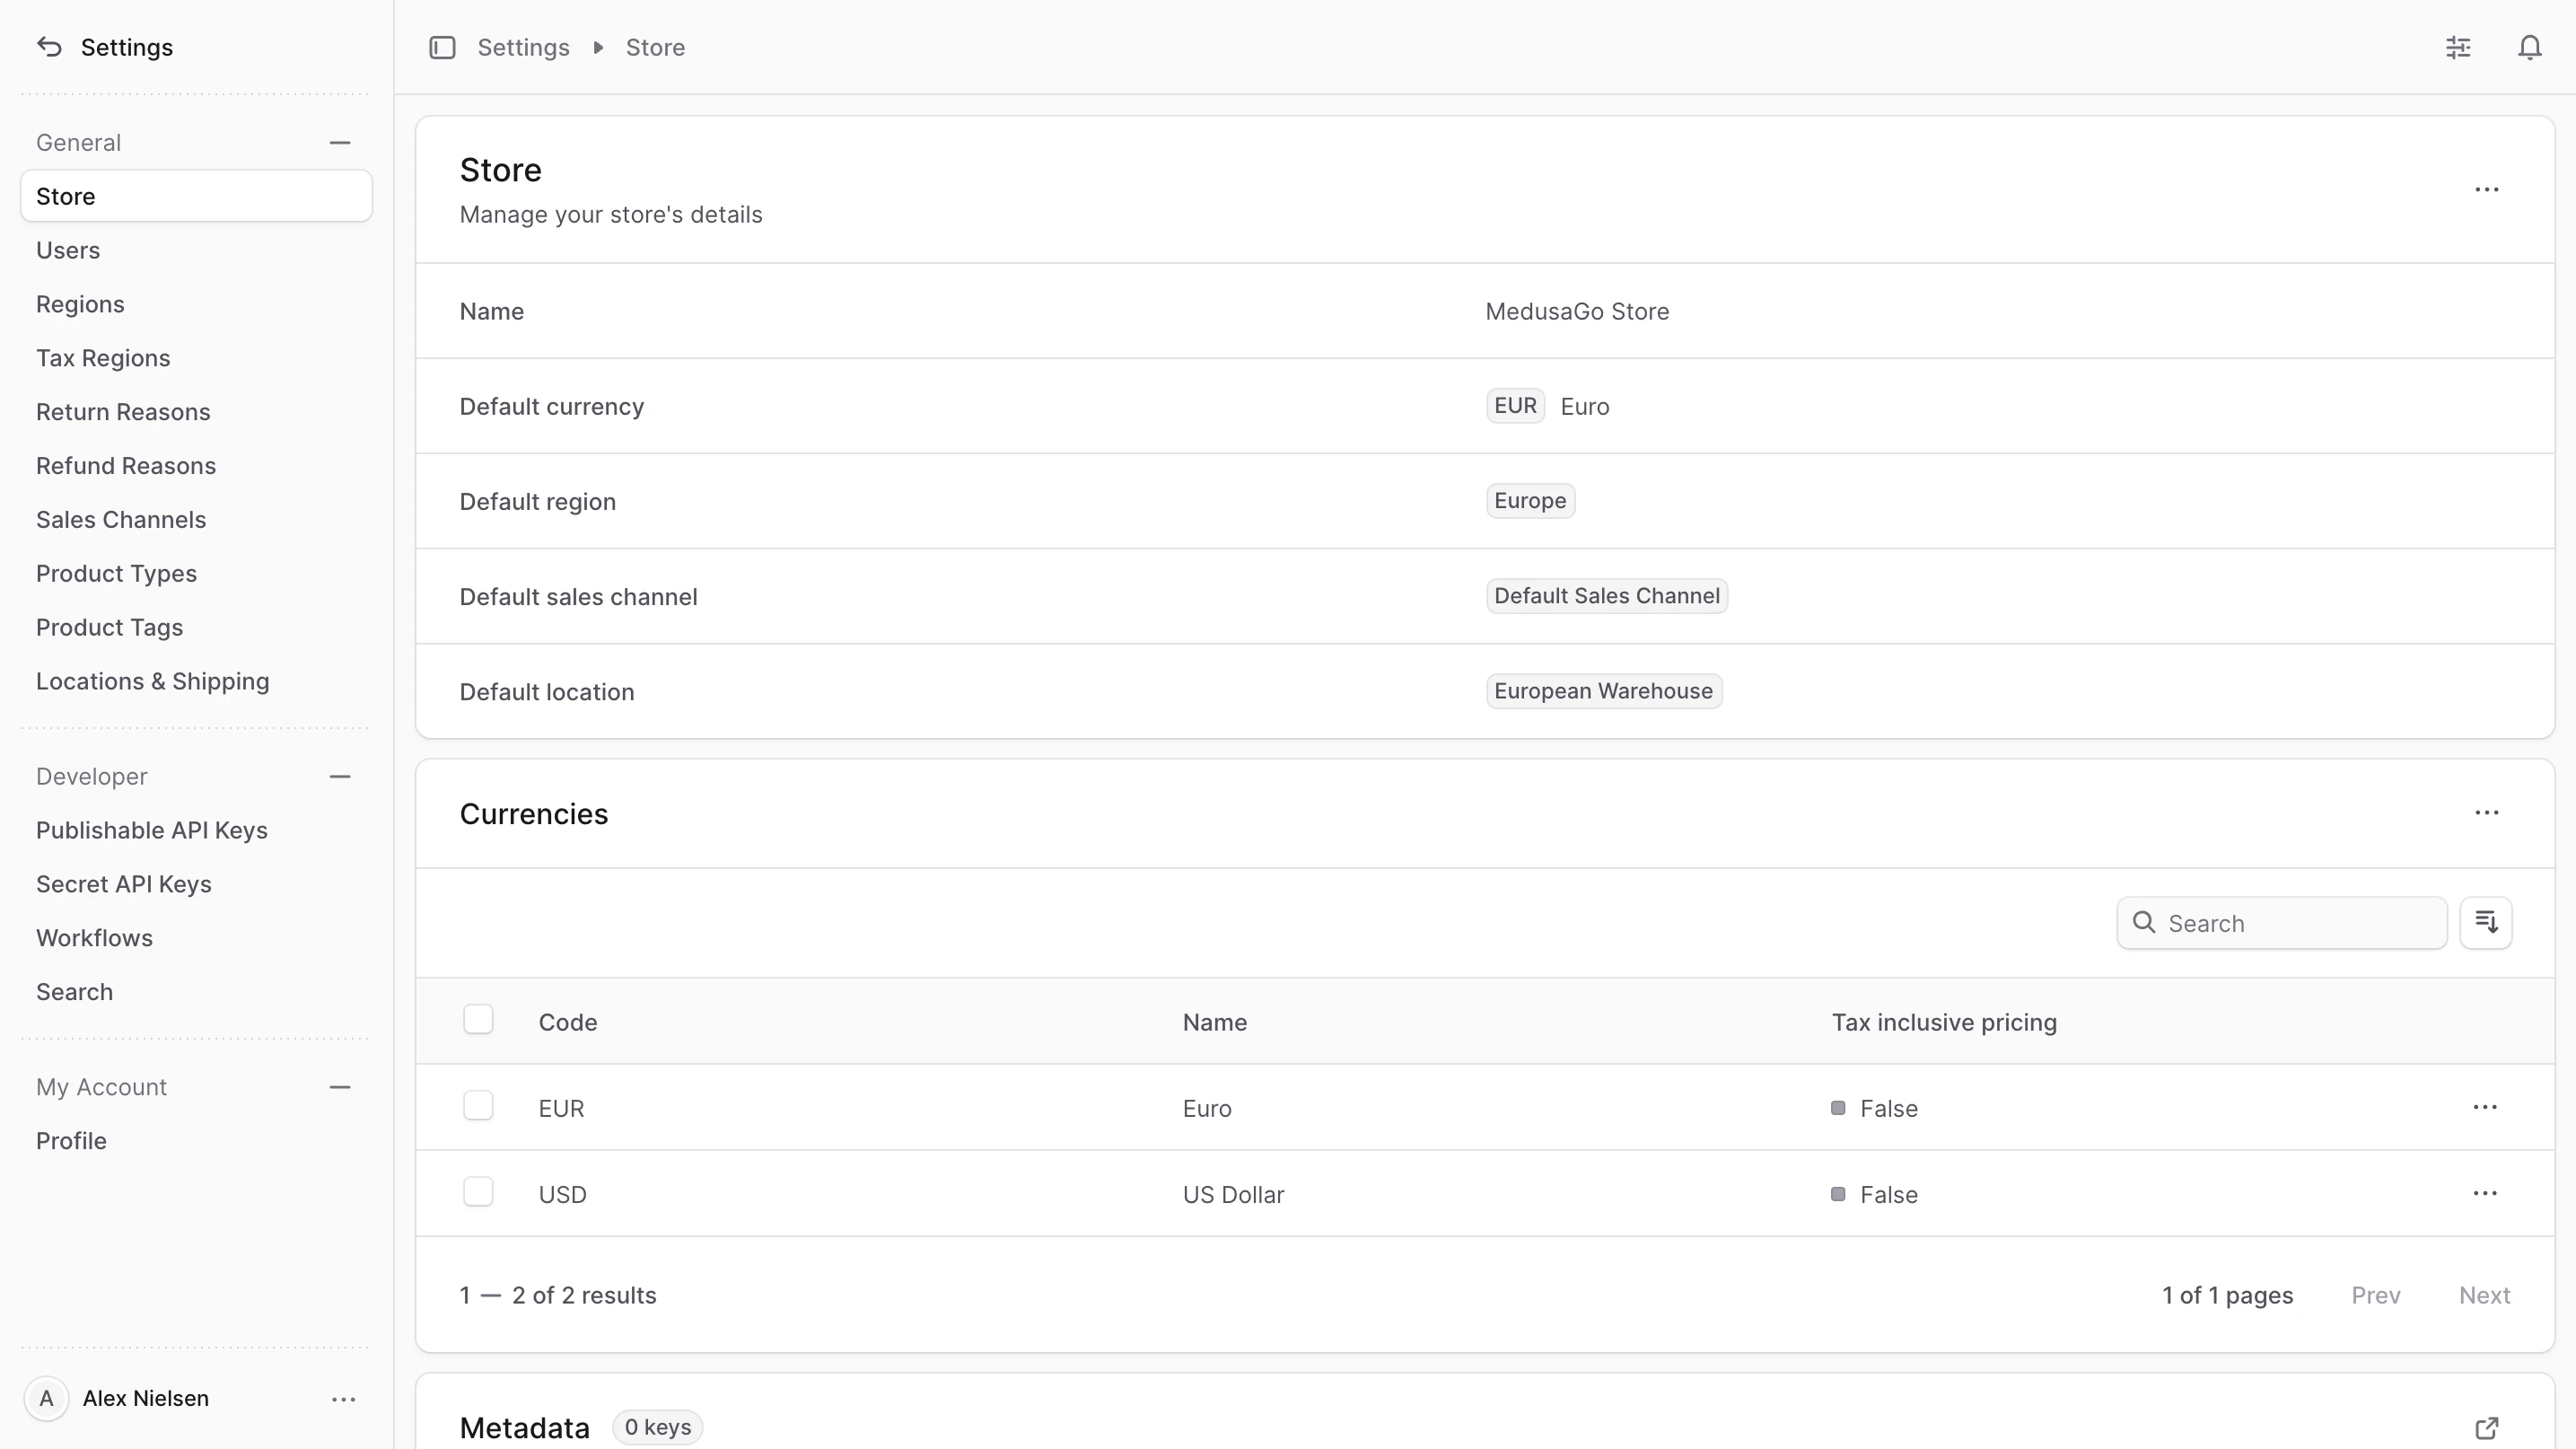 Settings
General
Store
Users
Regions
Tax Regions
Return Reasons
Refund Reasons
Sales Channels
Product Types
Product Tags
Locations & Shipping
Developer
Publishable API Keys
Secret API Keys
Workflows
Search
My Account
Profile
A Alex Nielsen
Settings Store
Store
Manage your store's details
Name MedusaGo Store
Default currency EUR Euro
Default region Europe
Default sales channel Default Sales Channel
Default location European Warehouse
Currencies
Search
Code Name Tax inclusive pricing
EUR Euro False
USD US Dollar False
1 — 2 of 2 results 1 of 1 pages Prev Next
Metadata 0 keys